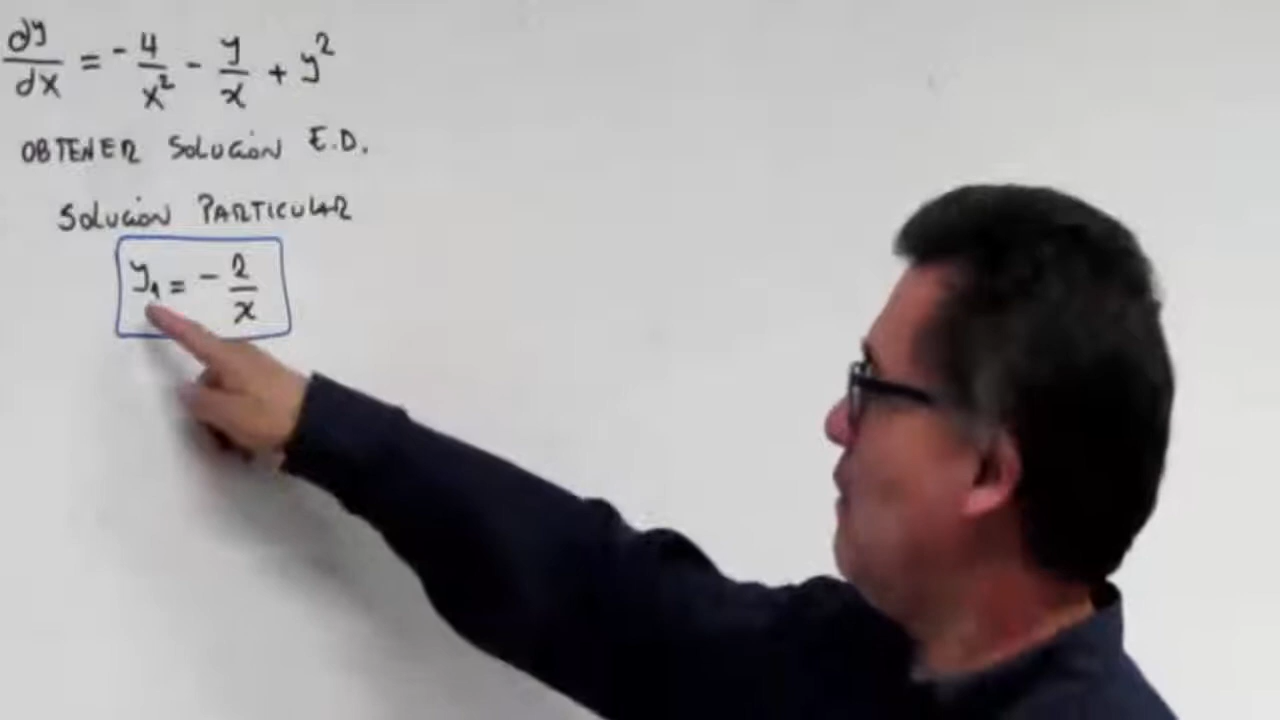 dy/dx = - 4/x² - y/x + y²
OBTENER SOLUCIÓN E.D.
SOLUCIÓN PARTICULAR
y₁ = - 2/x